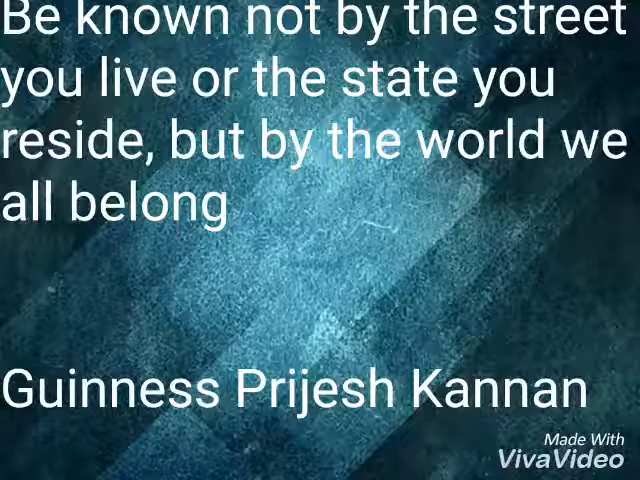 Be known not by the street
you live or the state you
reside, but by the world we
all belong
Guinness Prijesh Kannan
Made With
VivaVideo